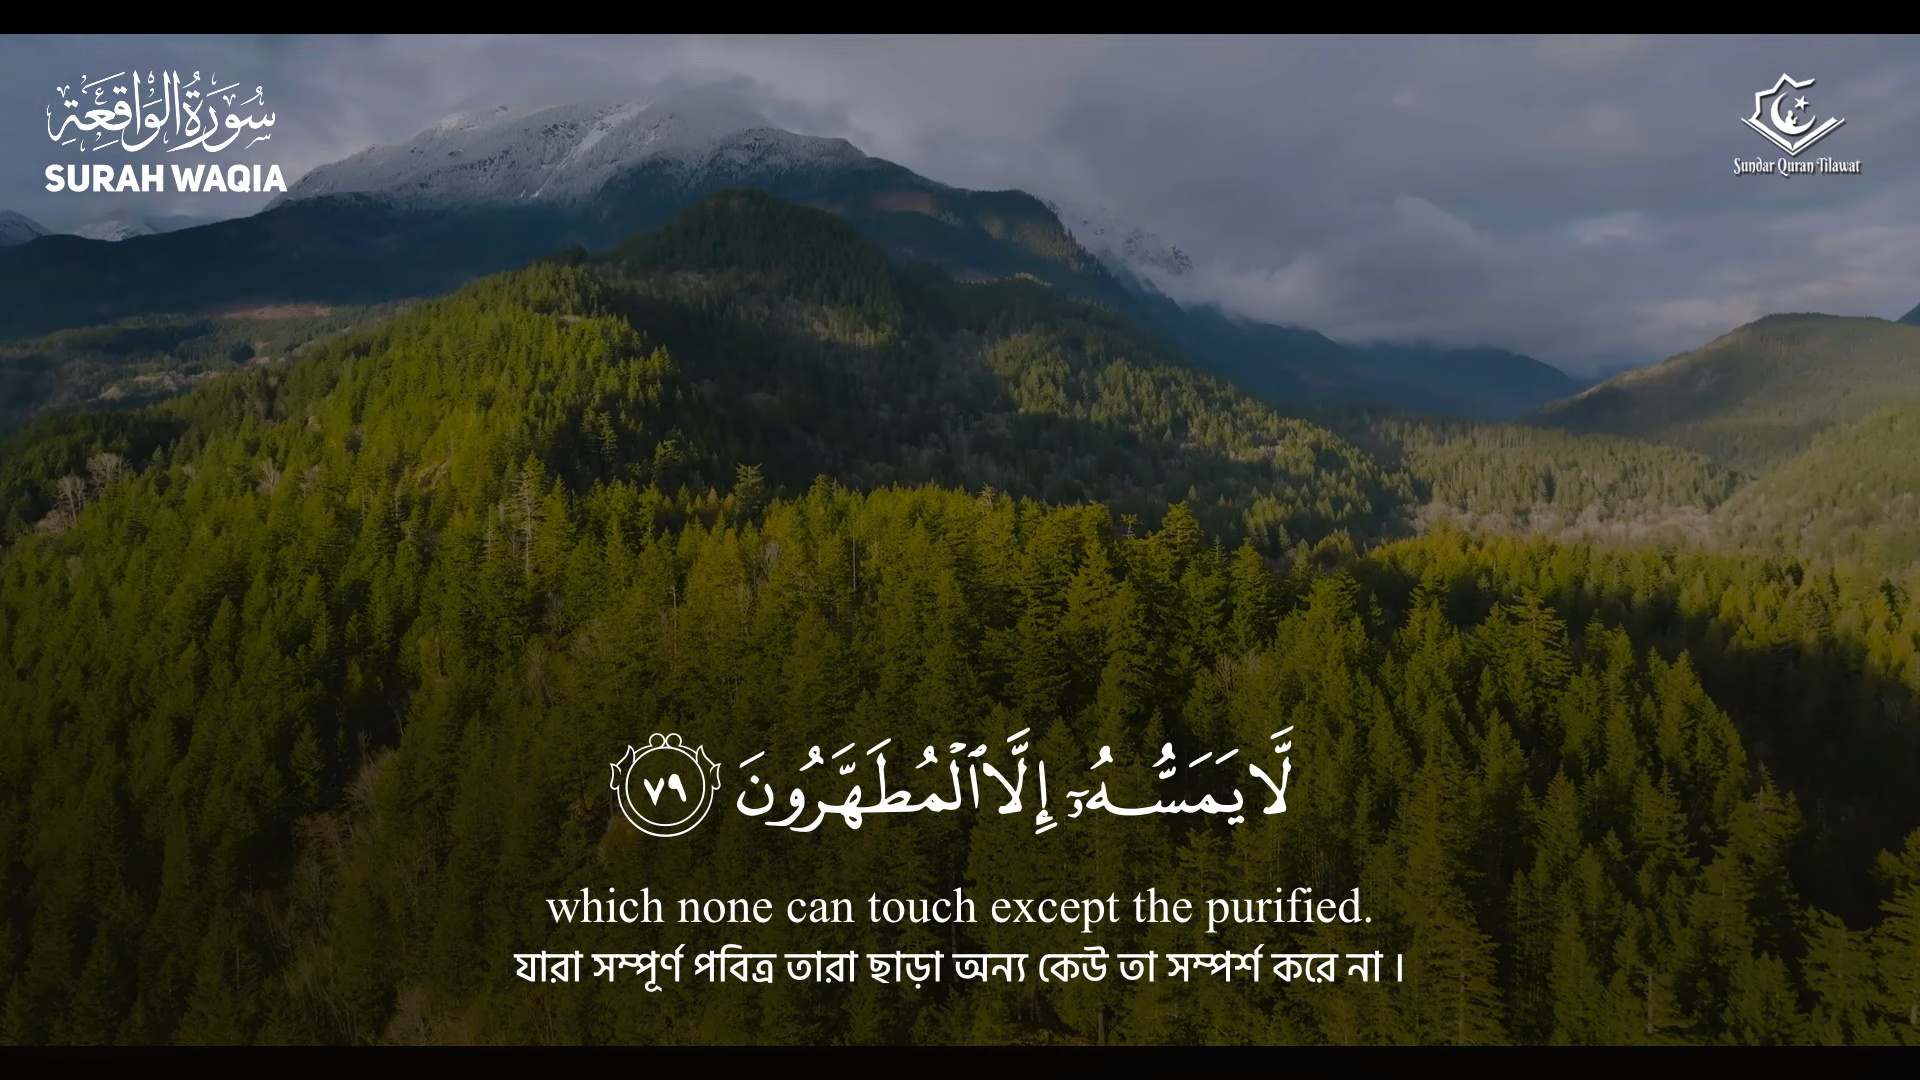 سُورَةُ الْوَاقِعَة
SURAH WAQIA
Sundar Quran Tilawat
لَّا يَمَسُّهُۥٓ إِلَّا ٱلۡمُطَهَّرُونَ ٧٩
which none can touch except the purified.
যারা সম্পূর্ণ পবিত্র তারা ছাড়া অন্য কেউ তা সম্পর্শ করে না ।